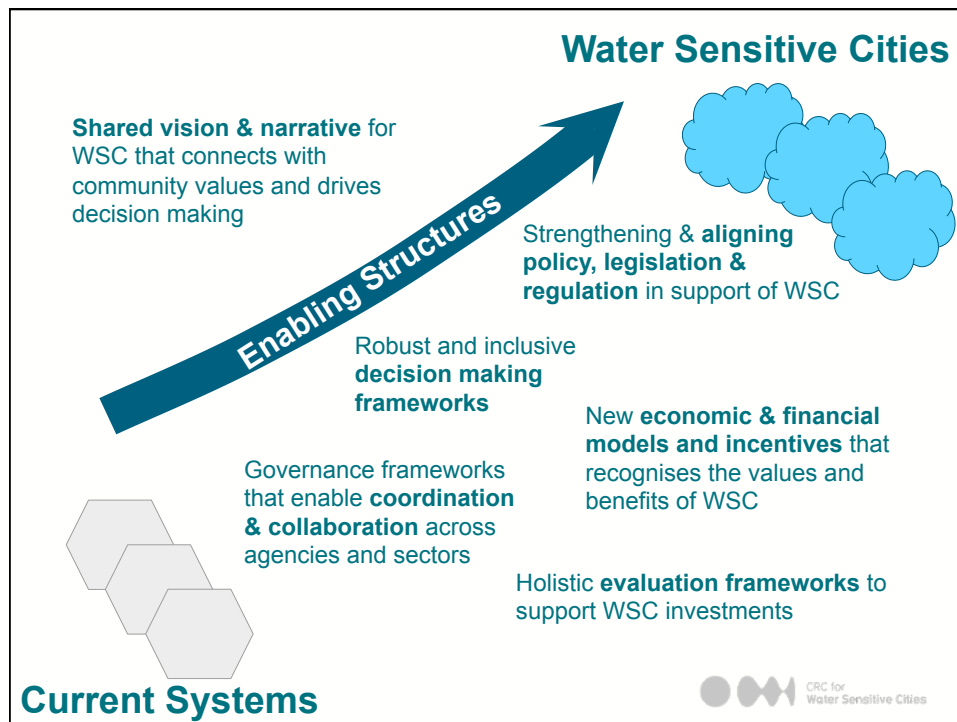 Water Sensitive Cities
Shared vision & narrative for
WSC that connects with
community values and drives
decision making
Enabling Structures
Strengthening & aligning
policy, legislation &
regulation in support of WSC
Robust and inclusive
decision making
frameworks
New economic & financial
models and incentives that
recognises the values and
benefits of WSC
Governance frameworks
that enable coordination
& collaboration across
agencies and sectors
Holistic evaluation frameworks to
support WSC investments
Current Systems
CRC for
Water Sensitive Cities